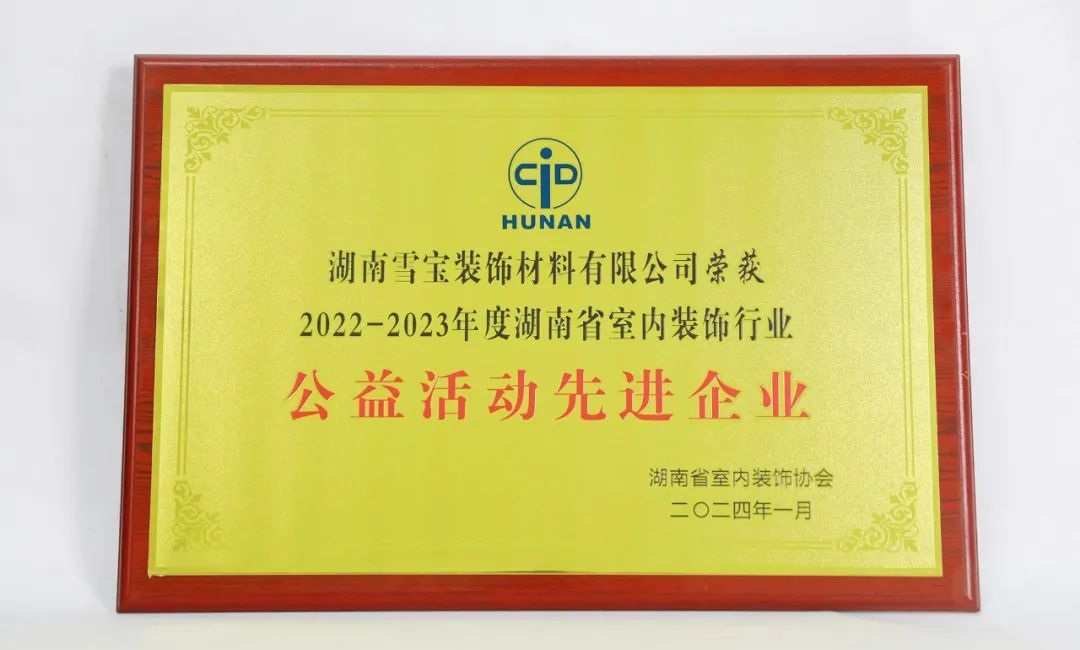 CiD
HUNAN
湖南雪宝装饰材料有限公司荣获
2022-2023年度湖南省室内装饰行业
公益活动先进企业
湖南省室内装饰协会
二〇二四年一月